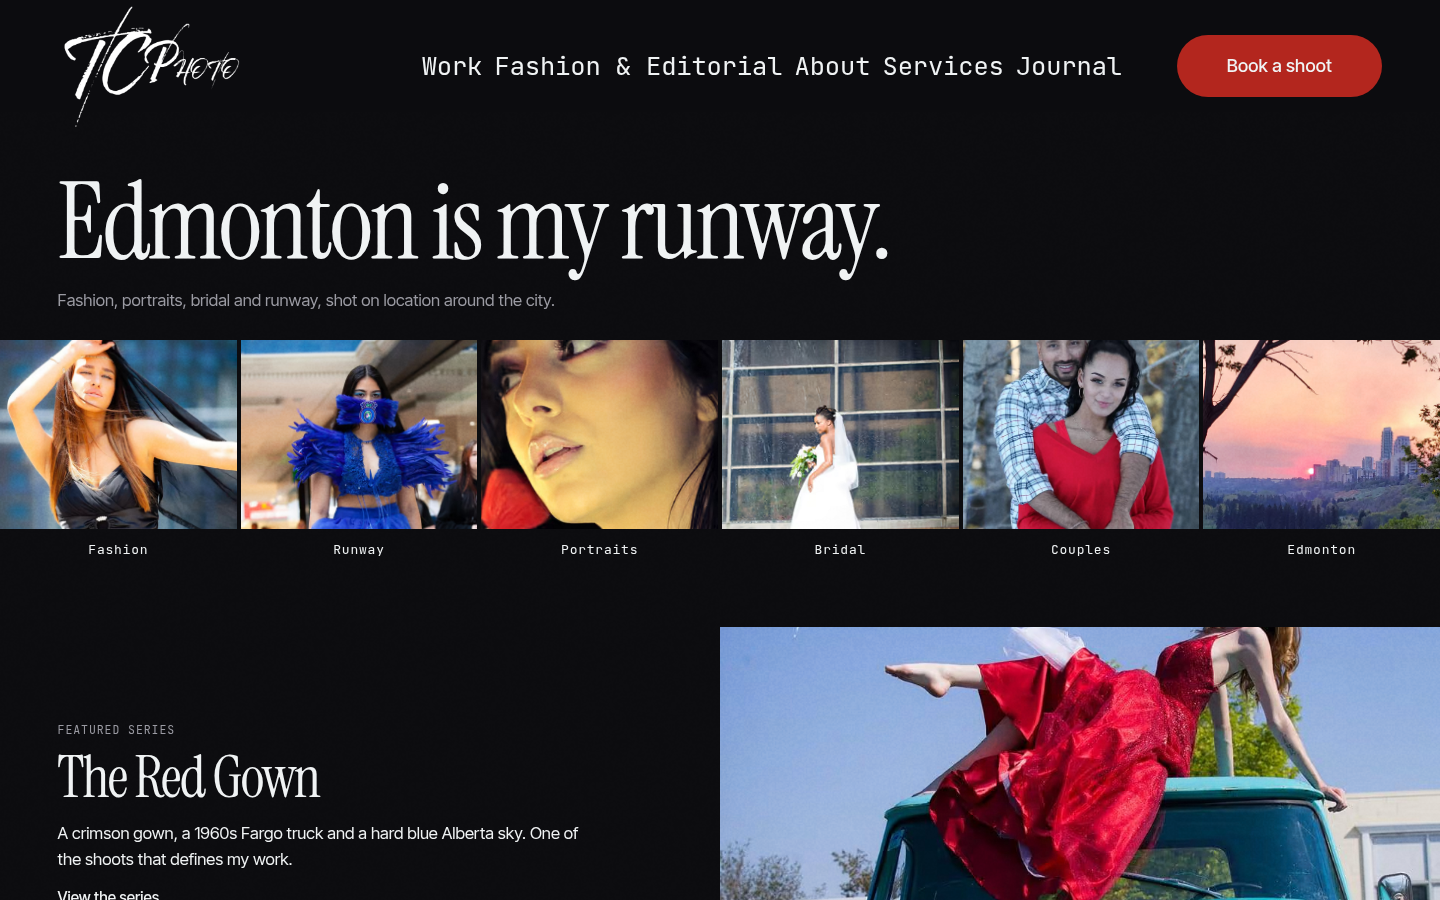 TCPHOTO
Work Fashion & Editorial About Services Journal
Book a shoot
Edmonton is my runway.
Fashion, portraits, bridal and runway, shot on location around the city.
Fashion
Runway
Portraits
Bridal
Couples
Edmonton
FEATURED SERIES
The Red Gown
A crimson gown, a 1960s Fargo truck and a hard blue Alberta sky. One of
the shoots that defines my work.
View the series